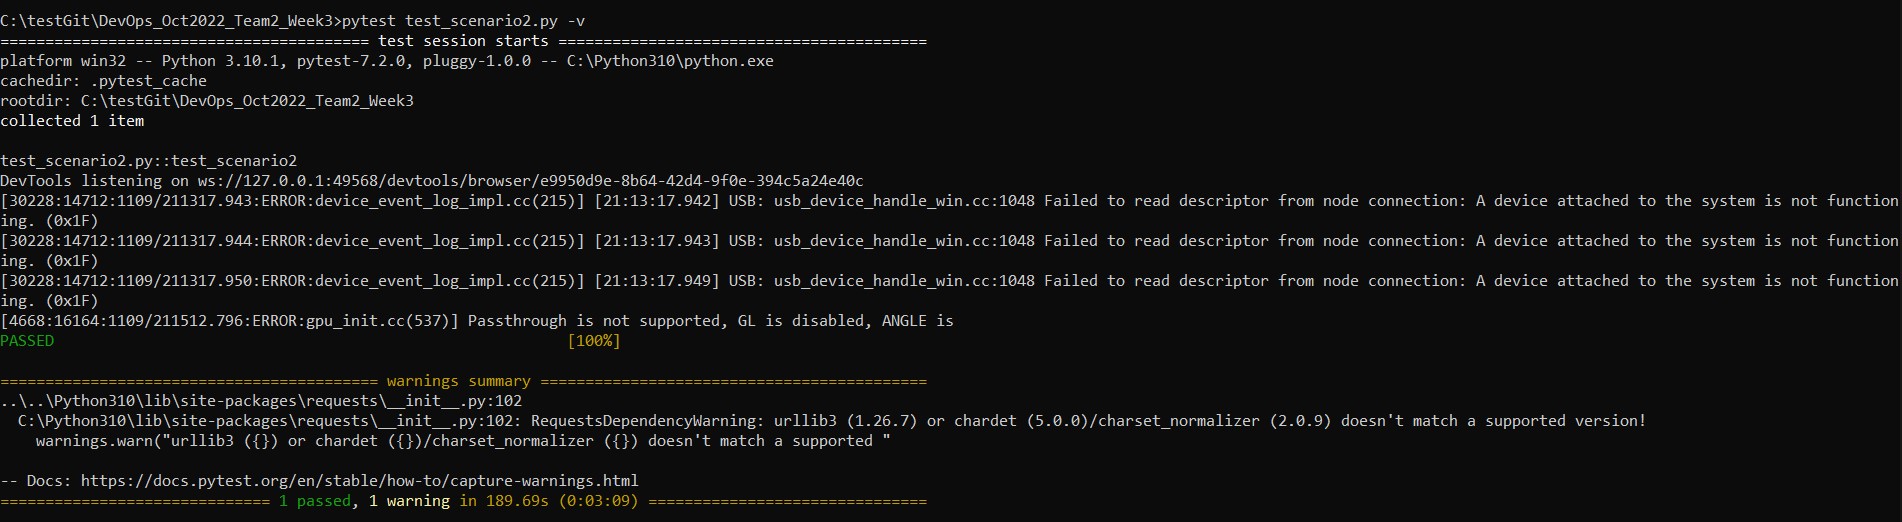 C:\testGit\DevOps_Oct2022_Team2_Week3>pytest test_scenario2.py -v
========================================= test session starts =========================================
platform win32 -- Python 3.10.1, pytest-7.2.0, pluggy-1.0.0 -- C:\Python310\python.exe
cachedir: .pytest_cache
rootdir: C:\testGit\DevOps_Oct2022_Team2_Week3
collected 1 item
test_scenario2.py::test_scenario2
DevTools listening on ws://127.0.0.1:49568/devtools/browser/e9950d9e-8b64-42d4-9f0e-394c5a24e40c
[30228:14712:1109/211317.943:ERROR:device_event_log_impl.cc(215)] [21:13:17.942] USB: usb_device_handle_win.cc:1048 Failed to read descriptor from node connection: A device attached to the system is not function
ing. (0x1F)
[30228:14712:1109/211317.944:ERROR:device_event_log_impl.cc(215)] [21:13:17.943] USB: usb_device_handle_win.cc:1048 Failed to read descriptor from node connection: A device attached to the system is not function
ing. (0x1F)
[30228:14712:1109/211317.950:ERROR:device_event_log_impl.cc(215)] [21:13:17.949] USB: usb_device_handle_win.cc:1048 Failed to read descriptor from node connection: A device attached to the system is not function
ing. (0x1F)
[4668:16164:1109/211512.796:ERROR:gpu_init.cc(537)] Passthrough is not supported, GL is disabled, ANGLE is
PASSED                                                         [100%]
========================================== warnings summary ===========================================
..\..\Python310\lib\site-packages\requests\__init__.py:102
  C:\Python310\lib\site-packages\requests\__init__.py:102: RequestsDependencyWarning: urllib3 (1.26.7) or chardet (5.0.0)/charset_normalizer (2.0.9) doesn't match a supported version!
    warnings.warn("urllib3 ({}) or chardet ({})/charset_normalizer ({}) doesn't match a supported "
-- Docs: https://docs.pytest.org/en/stable/how-to/capture-warnings.html
============================== 1 passed, 1 warning in 189.69s (0:03:09) ===============================